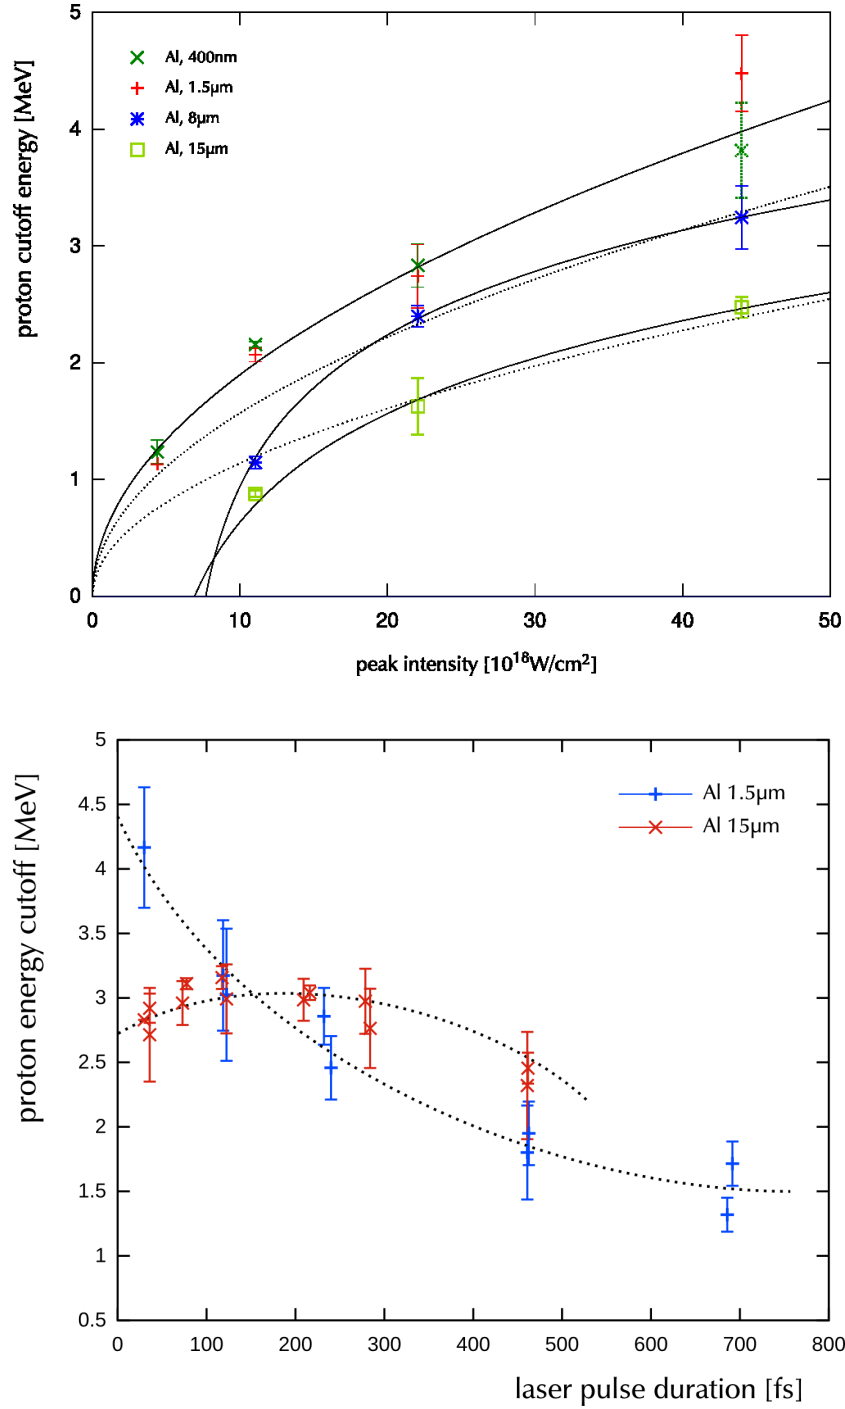 5
4
3
2
1
0
proton cutoff energy [MeV]
Al, 400nm
Al, 1.5µm
Al, 8µm
Al, 15µm
0 10 20 30 40 50
peak intensity [10¹⁸W/cm²]
5
4.5
4
3.5
3
2.5
2
1.5
1
0.5
proton energy cutoff [MeV]
Al 1.5µm
Al 15µm
0 100 200 300 400 500 600 700 800
laser pulse duration [fs]